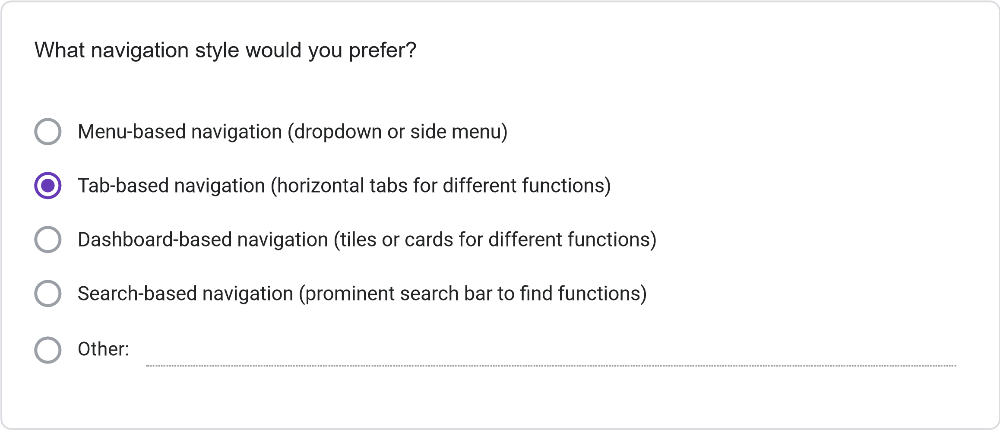 What navigation style would you prefer?
Menu-based navigation (dropdown or side menu)
Tab-based navigation (horizontal tabs for different functions)
Dashboard-based navigation (tiles or cards for different functions)
Search-based navigation (prominent search bar to find functions)
Other: